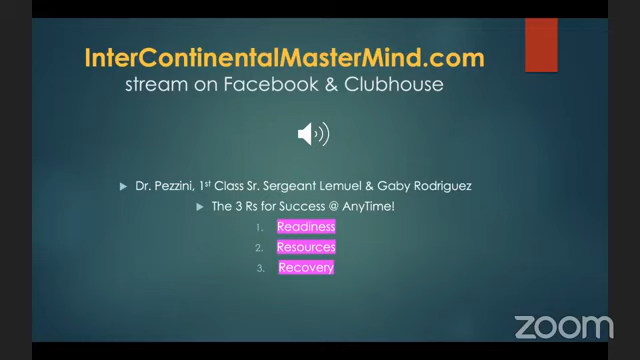 InterContinentalMasterMind.com
stream on Facebook & Clubhouse
Dr. Pezzini, 1st Class Sr. Sergeant Lemuel & Gaby Rodriguez
The 3 Rs for Success @ AnyTime!
1. Readiness
2. Resources
3. Recovery
zoom